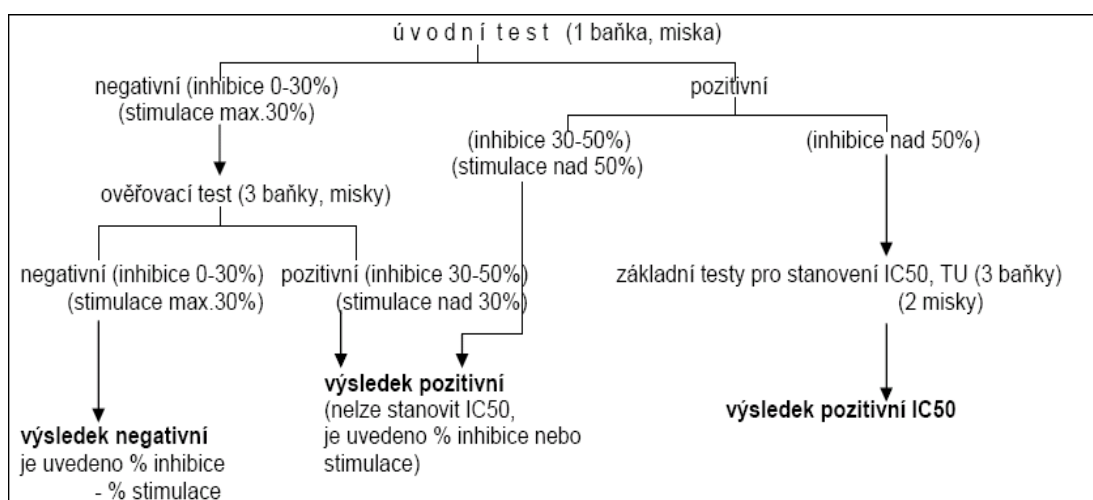 ú v o d n í  t e s t  (1 baňka, miska)
negativní (inhibice 0-30%)
(stimulace max.30%)
pozitivní
(inhibice 30-50%)
(stimulace nad 50%)
(inhibice nad 50%)
ověřovací test (3 baňky, misky)
negativní (inhibice 0-30%)
(stimulace max.30%)
pozitivní (inhibice 30-50%)
(stimulace nad 30%)
základní testy pro stanovení IC50, TU (3 baňky)
(2 misky)
výsledek pozitivní
(nelze stanovit IC50,
je uvedeno % inhibice nebo
stimulace)
výsledek pozitivní IC50
výsledek negativní
je uvedeno % inhibice
- % stimulace